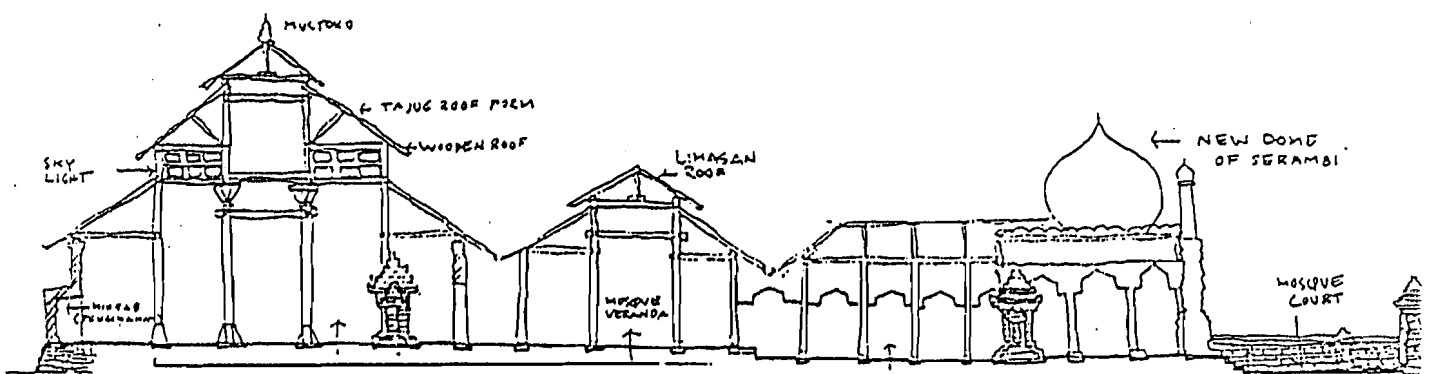 MUSTOKO
TAJUG ROOF FORM
WOODEN ROOF
SKY
LIGHT
LIMASAN
ROOF
NEW DOME
OF SERAMBI
MIHRAB
MOSQUE
VERANDA
MOSQUE
COURT